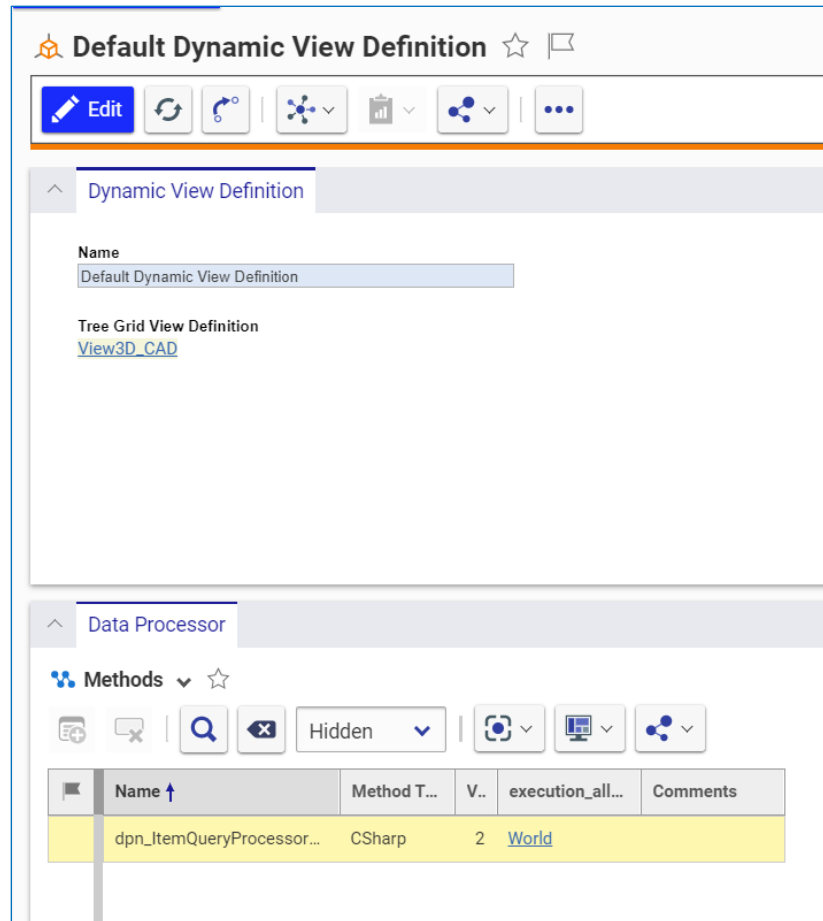 Default Dynamic View Definition
Edit
Dynamic View Definition
Name
Default Dynamic View Definition
Tree Grid View Definition
View3D_CAD
Data Processor
Methods
Hidden
Name Method T... V.. execution_all... Comments
dpn_ItemQueryProcessor... CSharp 2 World